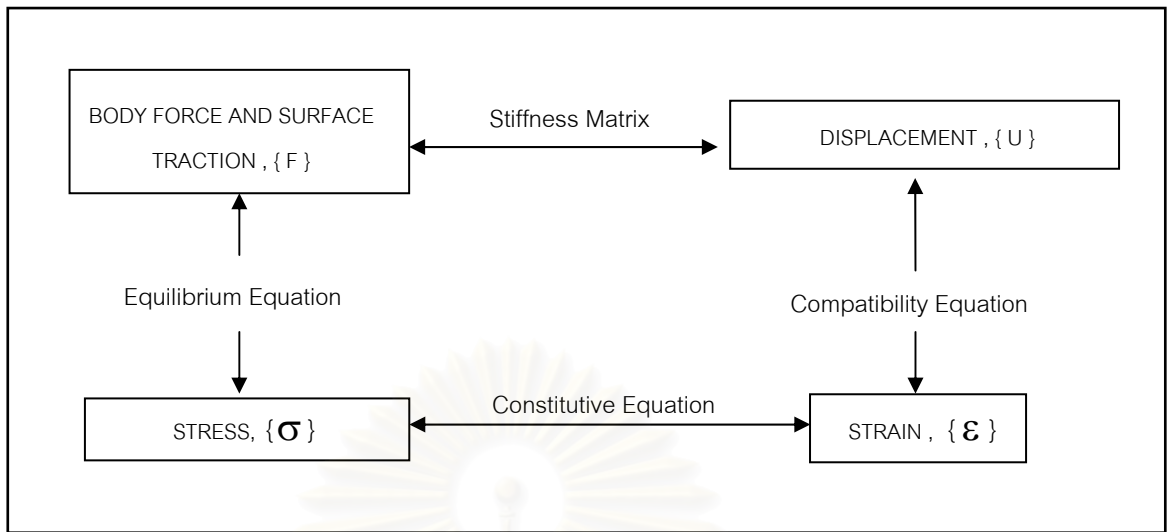 BODY FORCE AND SURFACE
TRACTION , { F }
Stiffness Matrix
DISPLACEMENT , { U }
Equilibrium Equation
Compatibility Equation
STRESS, {σ}
Constitutive Equation
STRAIN , { ε }